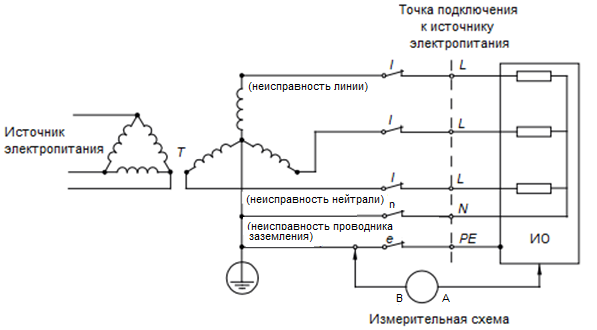 Точка подключения
к источнику
электропитания
l L
(неисправность линии)
Источник
электропитания
T
l L
l L
(неисправность нейтрали) n N
(неисправность проводника
заземления) e PE
ИО
B A
Измерительная схема